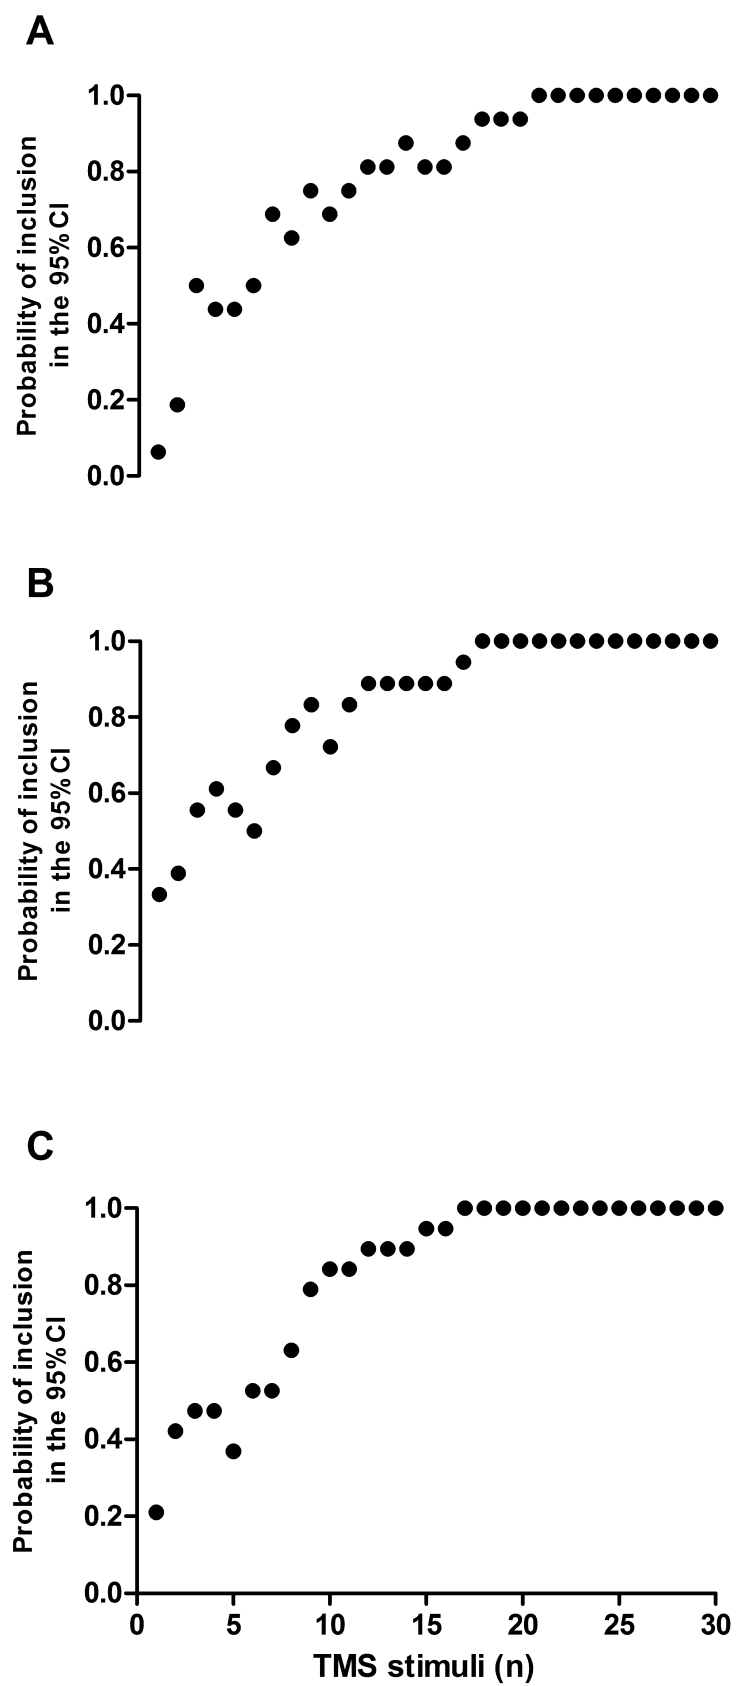 A
1.0
0.8
0.6
0.4
0.2
0.0
Probability of inclusion
in the 95%CI
B
1.0
0.8
0.6
0.4
0.2
0.0
Probability of inclusion
in the 95%CI
C
1.0
0.8
0.6
0.4
0.2
0.0
Probability of inclusion
in the 95%CI
0 5 10 15 20 25 30
TMS stimuli (n)